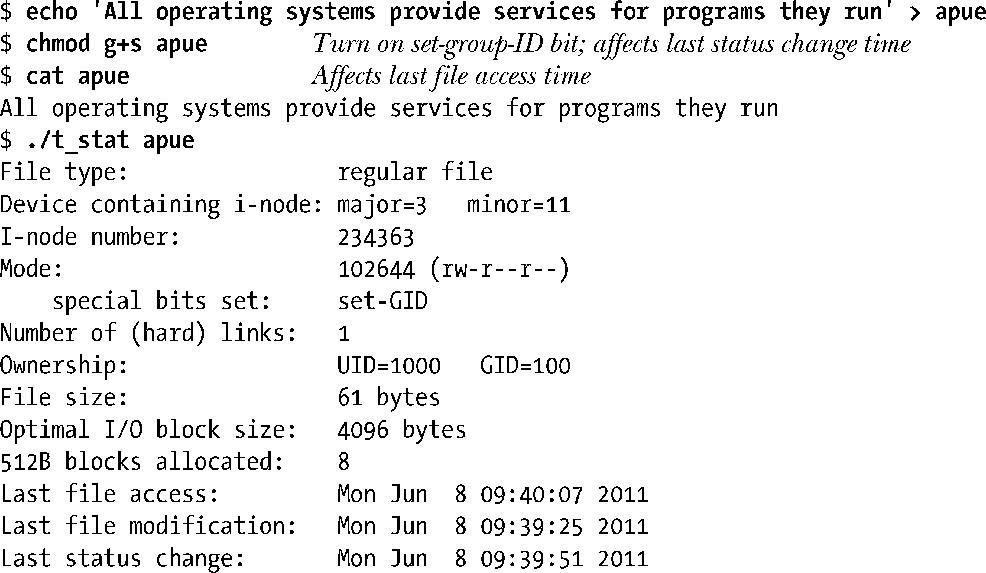 $ echo 'All operating systems provide services for programs they run' > apue
$ chmod g+s apue Turn on set-group-ID bit; affects last status change time
$ cat apue Affects last file access time
All operating systems provide services for programs they run
$ ./t_stat apue
File type: regular file
Device containing i-node: major=3 minor=11
I-node number: 234363
Mode: 102644 (rw-r--r--)
special bits set: set-GID
Number of (hard) links: 1
Ownership: UID=1000 GID=100
File size: 61 bytes
Optimal I/O block size: 4096 bytes
512B blocks allocated: 8
Last file access: Mon Jun 8 09:40:07 2011
Last file modification: Mon Jun 8 09:39:25 2011
Last status change: Mon Jun 8 09:39:51 2011